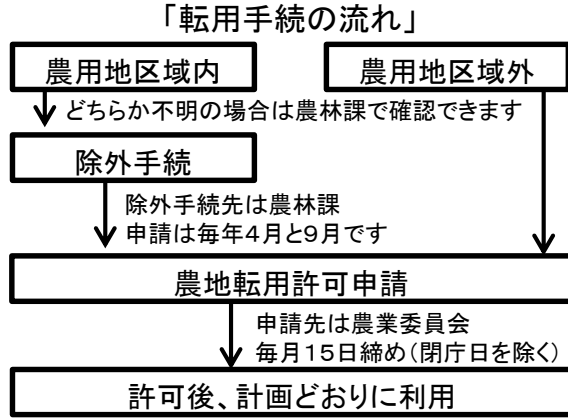 「転用手続の流れ」
農用地区域内
農用地区域外
どちらか不明の場合は農林課で確認できます
除外手続
除外手続先は農林課
申請は毎年4月と9月です
農地転用許可申請
申請先は農業委員会
毎月15日締め(閉庁日を除く)
許可後、計画どおりに利用